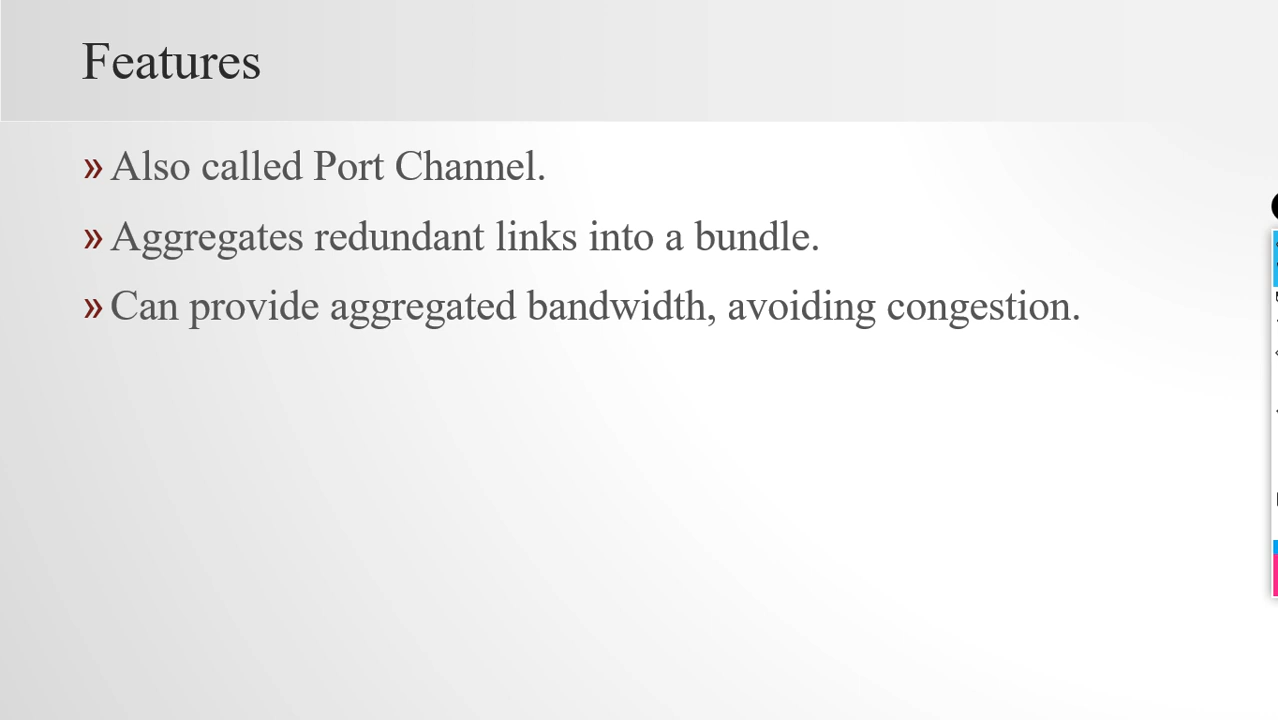 Features
» Also called Port Channel.
» Aggregates redundant links into a bundle.
» Can provide aggregated bandwidth, avoiding congestion.